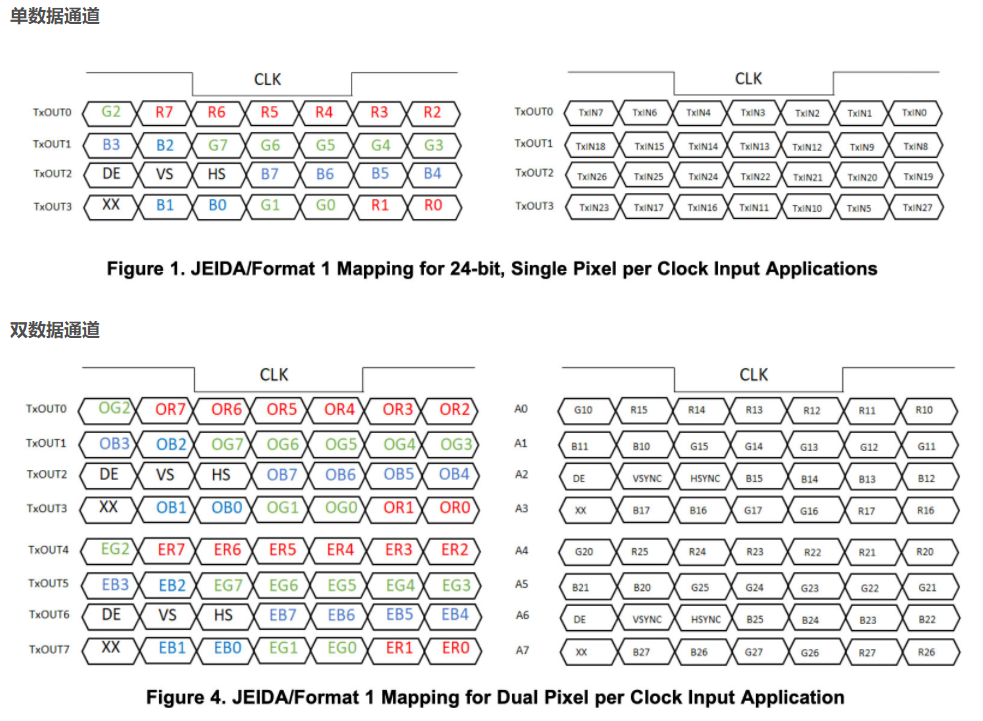 单数据通道
CLK CLK
TxOUT0 G2 R7 R6 R5 R4 R3 R2 TxOUT0 TxIN7 TxIN6 TxIN4 TxIN3 TxIN2 TxIN1 TxIN0
TxOUT1 B3 B2 G7 G6 G5 G4 G3 TxOUT1 TxIN18 TxIN15 TxIN14 TxIN13 TxIN12 TxIN9 TxIN8
TxOUT2 DE VS HS B7 B6 B5 B4 TxOUT2 TxIN26 TxIN25 TxIN24 TxIN22 TxIN21 TxIN20 TxIN19
TxOUT3 XX B1 B0 G1 G0 R1 R0 TxOUT3 TxIN23 TxIN17 TxIN16 TxIN11 TxIN10 TxIN5 TxIN27
Figure 1. JEIDA/Format 1 Mapping for 24-bit, Single Pixel per Clock Input Applications
双数据通道
CLK CLK
TxOUT0 OG2 OR7 OR6 OR5 OR4 OR3 OR2 A0 G10 R15 R14 R13 R12 R11 R10
TxOUT1 OB3 OB2 OG7 OG6 OG5 OG4 OG3 A1 B11 B10 G15 G14 G13 G12 G11
TxOUT2 DE VS HS OB7 OB6 OB5 OB4 A2 DE VSYNC HSYNC B15 B14 B13 B12
TxOUT3 XX OB1 OB0 OG1 OG0 OR1 OR0 A3 XX B17 B16 G17 G16 R17 R16
TxOUT4 EG2 ER7 ER6 ER5 ER4 ER3 ER2 A4 G20 R25 R24 R23 R22 R21 R20
TxOUT5 EB3 EB2 EG7 EG6 EG5 EG4 EG3 A5 B21 B20 G25 G24 G23 G22 G21
TxOUT6 DE VS HS EB7 EB6 EB5 EB4 A6 DE VSYNC HSYNC B25 B24 B23 B22
TxOUT7 XX EB1 EB0 EG1 EG0 ER1 ER0 A7 XX B27 B26 G27 G26 R27 R26
Figure 4. JEIDA/Format 1 Mapping for Dual Pixel per Clock Input Application